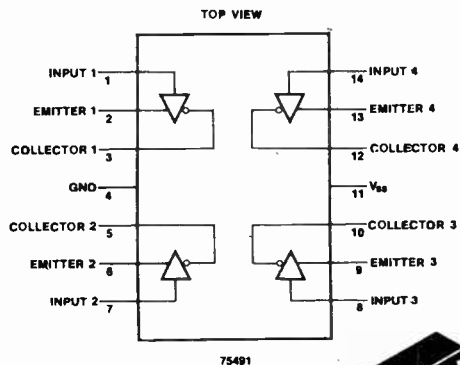 TOP VIEW
INPUT 1
1
EMITTER 1
2
COLLECTOR 1
3
GND
4
COLLECTOR 2
5
EMITTER 2
6
INPUT 2
7
INPUT 4
14
EMITTER 4
13
COLLECTOR 4
12
VSS
11
COLLECTOR 3
10
EMITTER 3
9
INPUT 3
8
75491